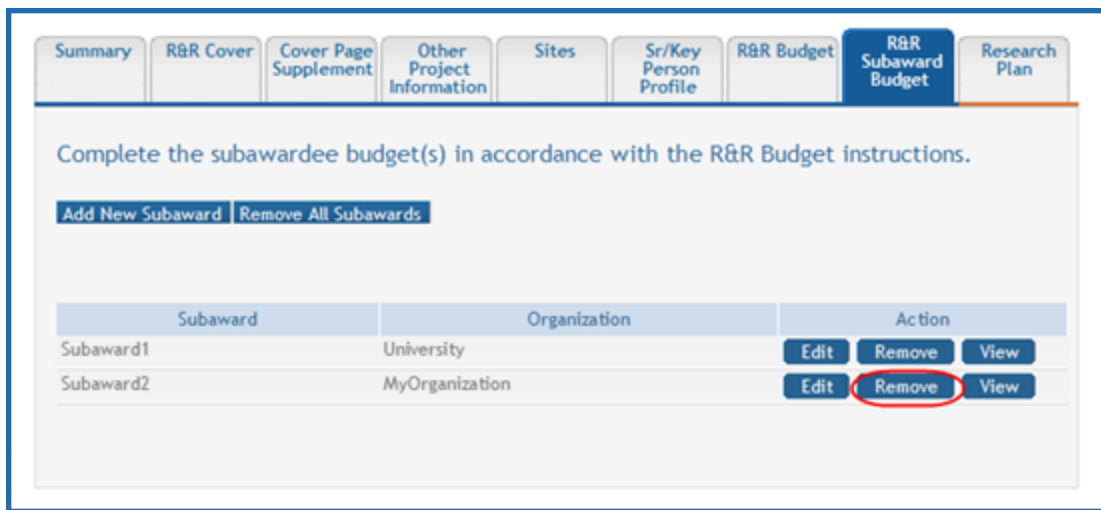 Summary
R&R Cover
Cover Page
Supplement
Other
Project
Information
Sites
Sr/Key
Person
Profile
R&R Budget
R&R
Subaward
Budget
Research
Plan
Complete the subawardee budget(s) in accordance with the R&R Budget instructions.
Add New Subaward Remove All Subawards
Subaward Organization Action
Subaward1 University Edit Remove View
Subaward2 MyOrganization Edit Remove View